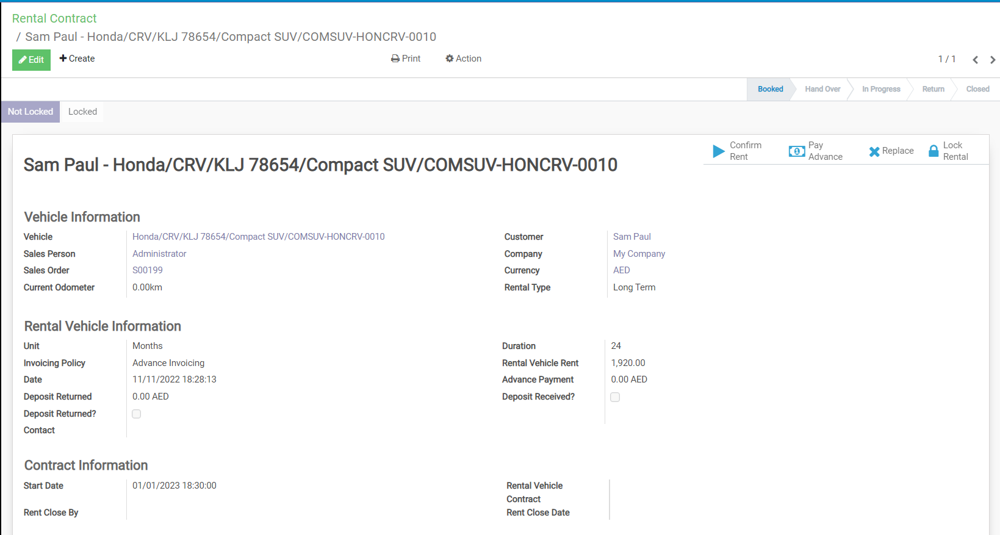 Rental Contract
/ Sam Paul - Honda/CRV/KLJ 78654/Compact SUV/COMSUV-HONCRV-0010
Edit
Create
Print
Action
1 / 1
Booked
Hand Over
In Progress
Return
Closed
Not Locked
Locked
Confirm Rent
Pay Advance
Replace
Lock Rental
Sam Paul - Honda/CRV/KLJ 78654/Compact SUV/COMSUV-HONCRV-0010
Vehicle Information
Vehicle Honda/CRV/KLJ 78654/Compact SUV/COMSUV-HONCRV-0010 Customer Sam Paul
Sales Person Administrator Company My Company
Sales Order S00199 Currency AED
Current Odometer 0.00km Rental Type Long Term
Rental Vehicle Information
Unit Months Duration 24
Invoicing Policy Advance Invoicing Rental Vehicle Rent 1,920.00
Date 11/11/2022 18:28:13 Advance Payment 0.00 AED
Deposit Returned 0.00 AED Deposit Received?
Deposit Returned?
Contact
Contract Information
Start Date 01/01/2023 18:30:00 Rental Vehicle
Contract
Rent Close By Rent Close Date